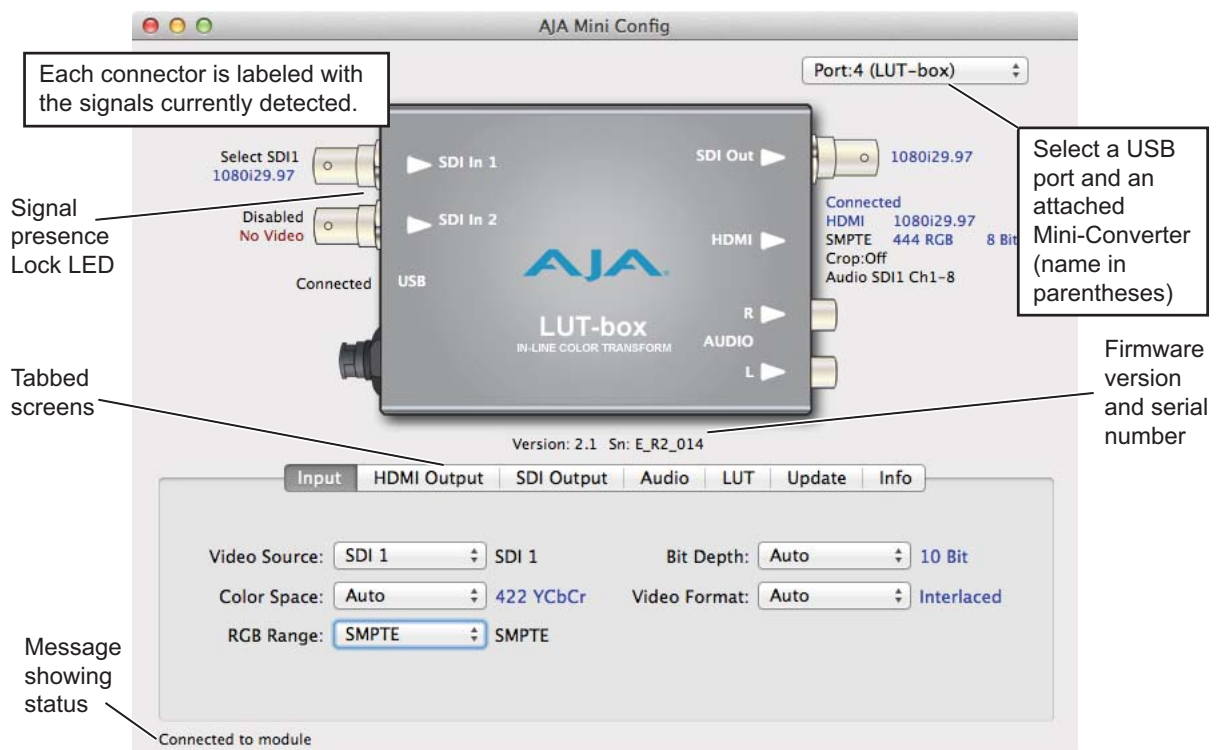 AJA Mini Config
Each connector is labeled with
the signals currently detected.
Port:4 (LUT-box)
Select a USB
port and an
attached
Mini-Converter
(name in
parentheses)
Select SDI1
1080i29.97
SDI In 1
SDI Out
1080i29.97
Signal
presence
Lock LED
Disabled
No Video
SDI In 2
HDMI
Connected
HDMI 1080i29.97
SMPTE 444 RGB 8 Bit
Crop:Off
Audio SDI1 Ch1-8
Connected
USB
AJA
LUT-box
IN-LINE COLOR TRANSFORM
R
AUDIO
L
Firmware
version
and serial
number
Tabbed
screens
Version: 2.1 Sn: E_R2_014
Input HDMI Output SDI Output Audio LUT Update Info
Video Source: SDI 1 SDI 1 Bit Depth: Auto 10 Bit
Color Space: Auto 422 YCbCr Video Format: Auto Interlaced
RGB Range: SMPTE SMPTE
Message
showing
status
Connected to module